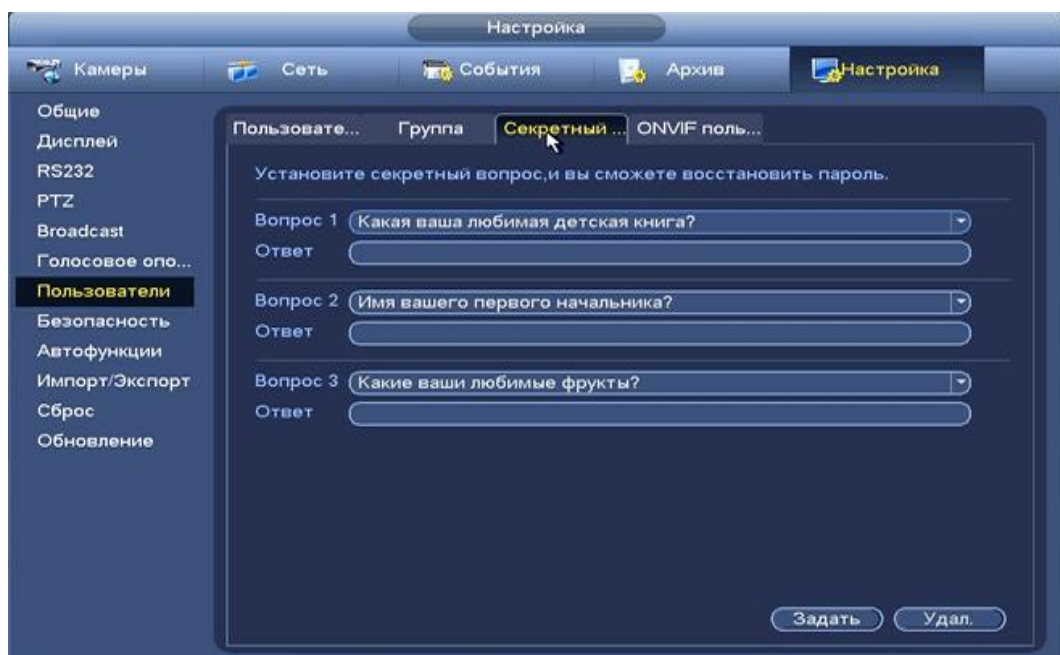 Настройка
Камеры
Сеть
События
Архив
Настройка
Общие
Дисплей
RS232
PTZ
Broadcast
Голосовое опо...
Пользователи
Безопасность
Автофункции
Импорт/Экспорт
Сброс
Обновление
Пользовате...
Группа
Секретный ...
ONVIF поль...
Установите секретный вопрос,и вы сможете восстановить пароль.
Вопрос 1 Какая ваша любимая детская книга?
Ответ
Вопрос 2 Имя вашего первого начальника?
Ответ
Вопрос 3 Какие ваши любимые фрукты?
Ответ
Задать
Удал.